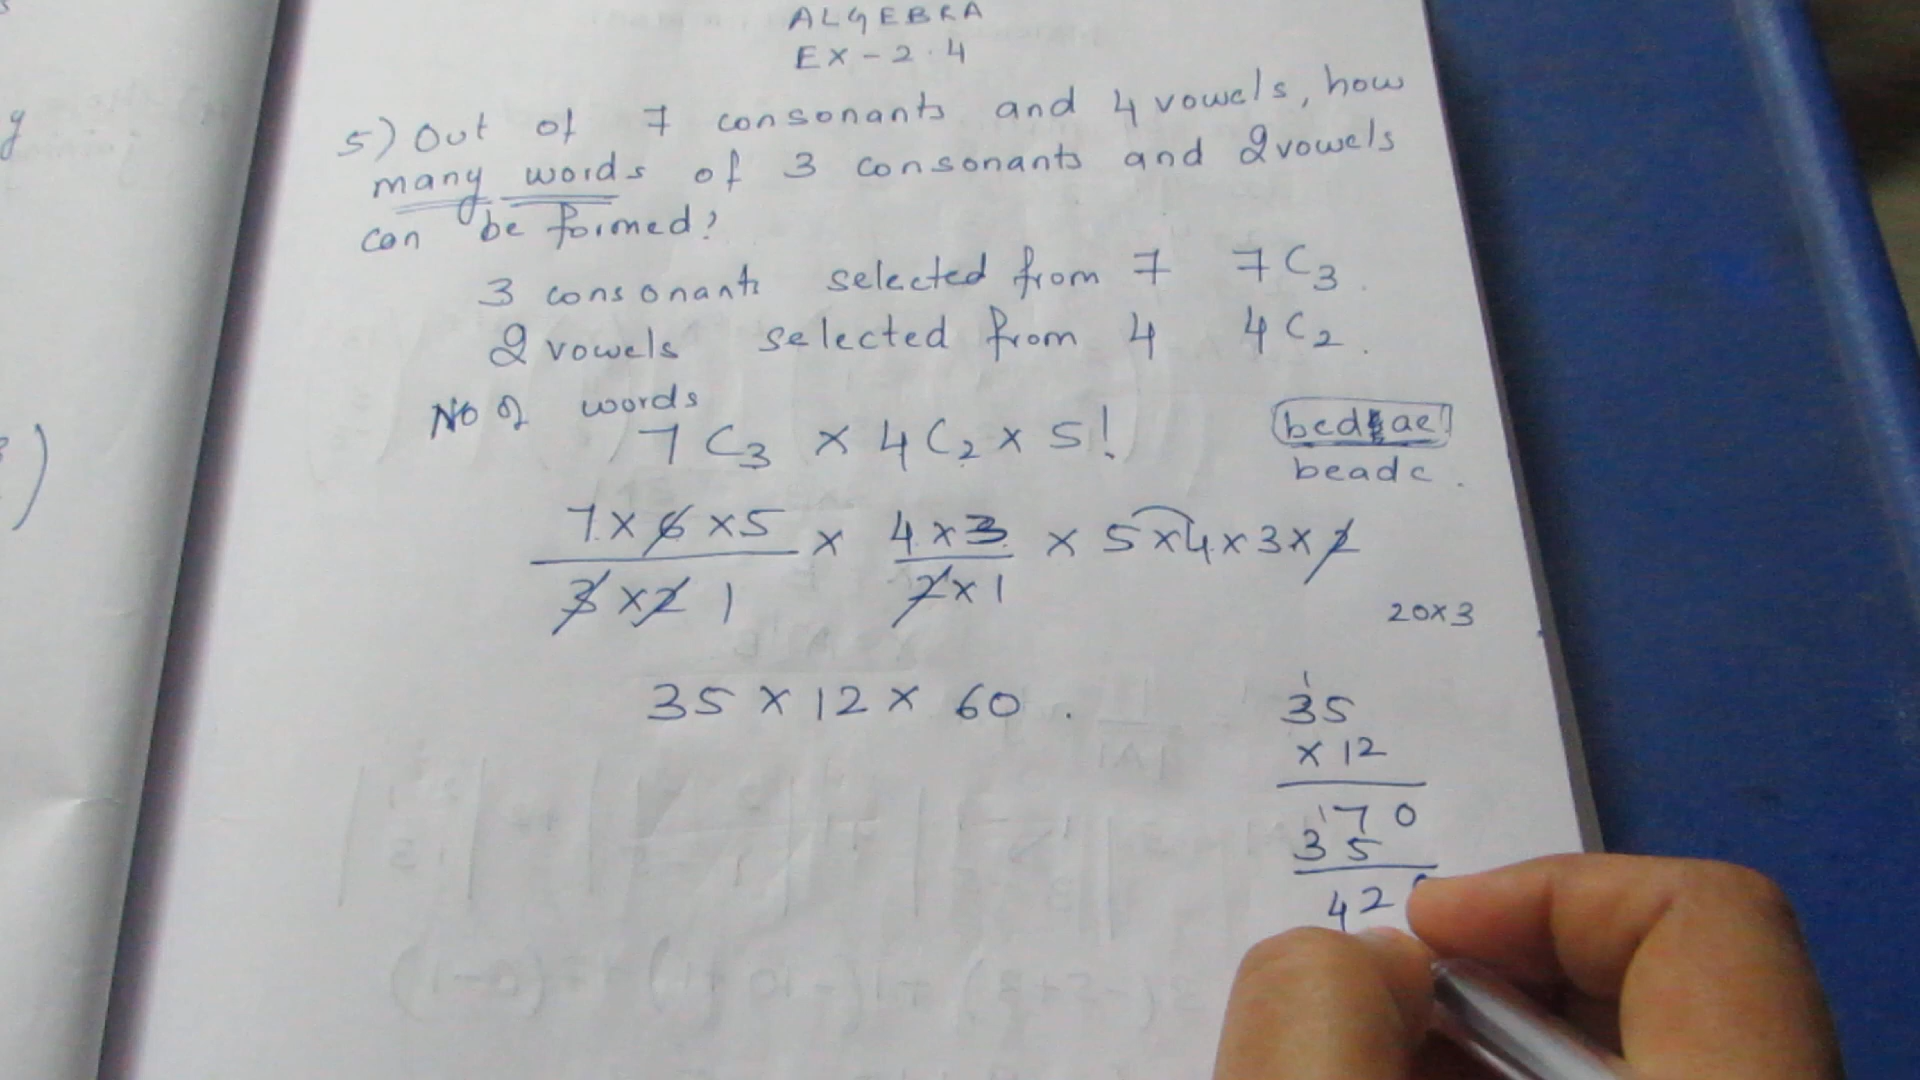 ALGEBRA
EX - 2.4
5) Out of 7 consonants and 4 vowels, how
many words of 3 consonants and 2 vowels
can be formed?
3 consonants selected from 7 7C3.
2 vowels selected from 4 4C2.
No of words
7C3 × 4C2 × 5!
bcd ae
beadc.
7 × 6 × 5 × 4 × 3 × 5 × 4 × 3 × 2
3 × 2 1 2 × 1
20×3
35 × 12 × 60.
35
× 12
170
35
42